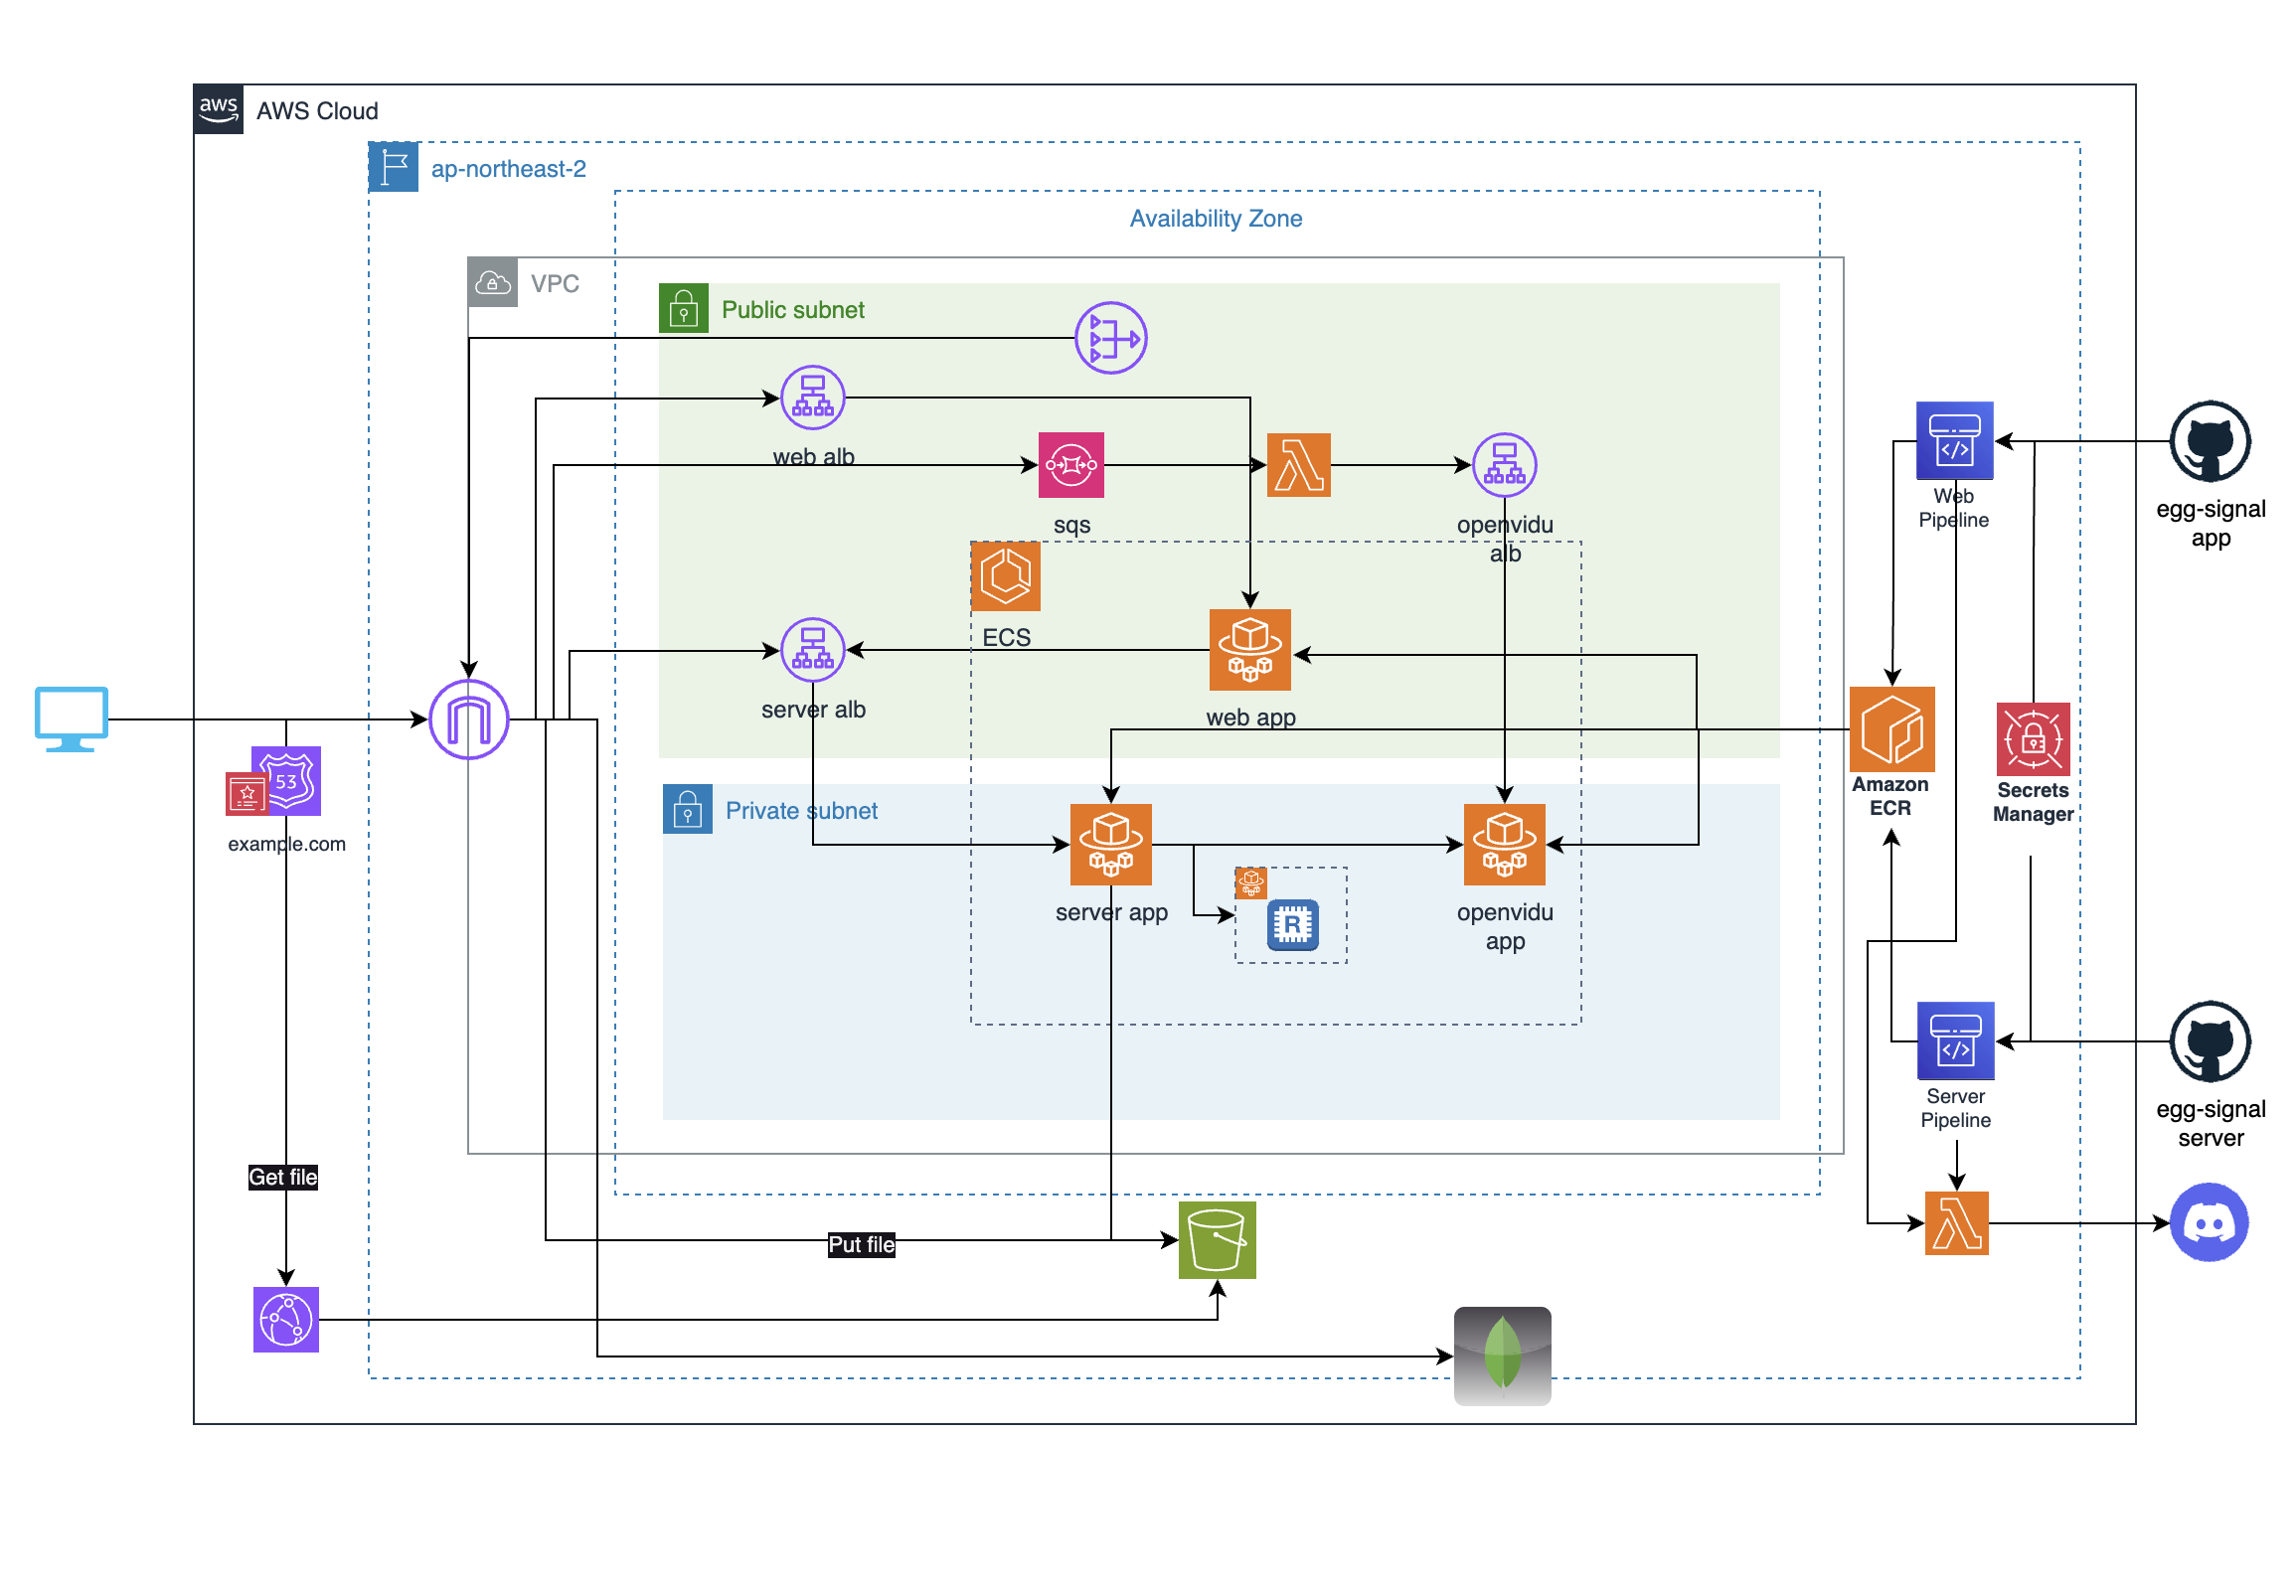 aws
AWS Cloud
ap-northeast-2
Availability Zone
VPC
Public subnet
web alb
sqs
openvidu
alb
ECS
server alb
web app
Private subnet
server app
R
openvidu
app
53
example.com
Get file
Put file
Web
Pipeline
egg-signal
app
Amazon
ECR
Secrets
Manager
Server
Pipeline
egg-signal
server